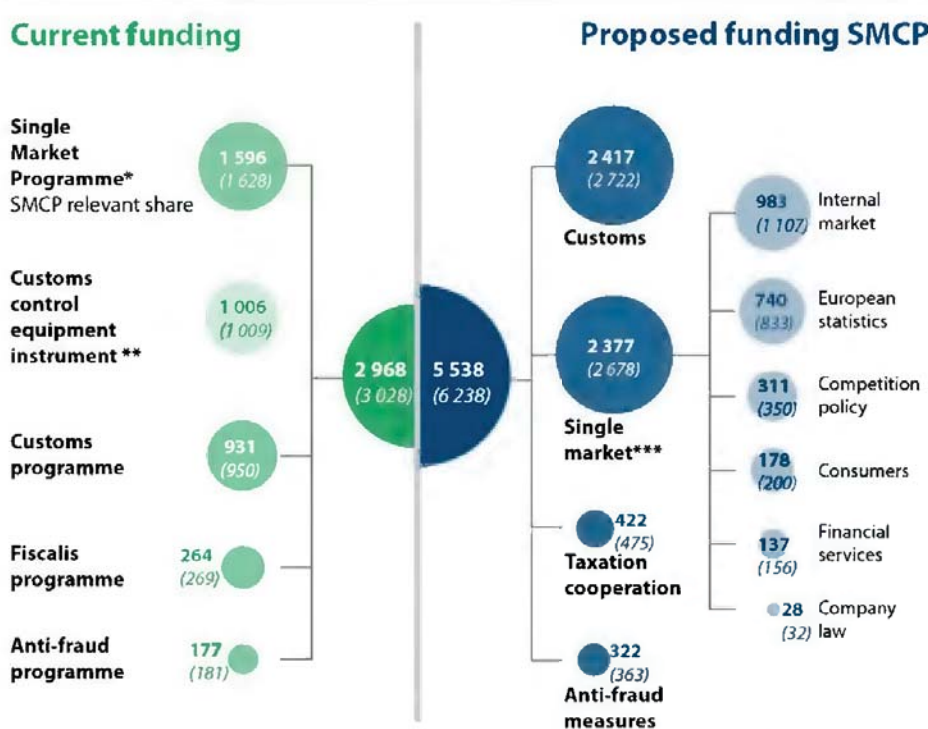 Current funding
Proposed funding SMCP
Single
Market
Programme*
SMCP relevant share
1 596
(1 628)
Customs
control
equipment
instrument **
1 006
(1 009)
Customs
programme
931
(950)
Fiscalis
programme
264
(269)
Anti-fraud
programme
177
(181)
2 968
(3 028)
5 538
(6 238)
2 417
(2 722)
Customs
2 377
(2 678)
Single
market***
422
(475)
Taxation
cooperation
322
(363)
Anti-fraud
measures
983
(1 107)
Internal
market
740
(833)
European
statistics
311
(350)
Competition
policy
178
(200)
Consumers
137
(156)
Financial
services
28
(32)
Company
law